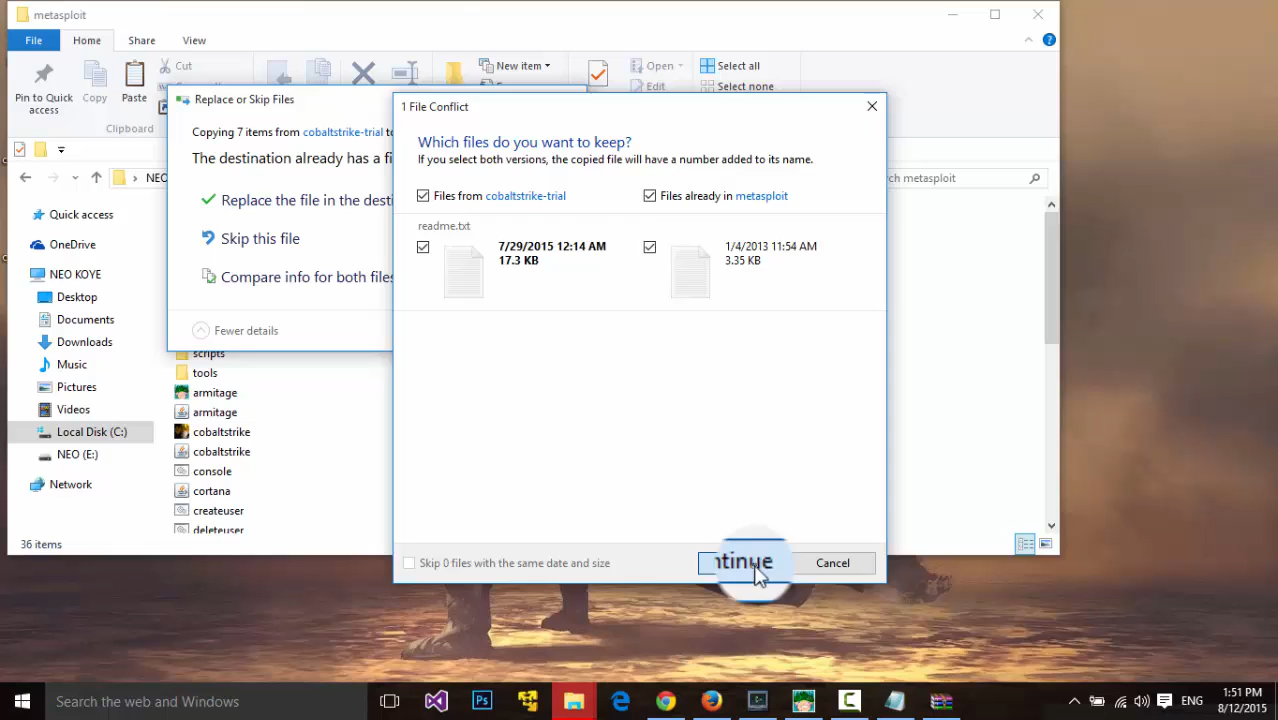 metasploit
File Home Share View
Cut
New item
Open
Select all
Edit
Select none
Pin to Quick access
Copy
Paste
Clipboard
NEO
rch metasploit
Quick access
OneDrive
NEO KOYE
Desktop
Documents
Downloads
Music
Pictures
Videos
Local Disk (C:)
NEO (E:)
Network
36 items
scripts
tools
armitage
armitage
cobaltstrike
cobaltstrike
console
cortana
createuser
deleteuser
Replace or Skip Files
Copying 7 items from cobaltstrike-trial to
The destination already has a fi
Replace the file in the desti
Skip this file
Compare info for both files
Fewer details
1 File Conflict
Which files do you want to keep?
If you select both versions, the copied file will have a number added to its name.
Files from cobaltstrike-trial
Files already in metasploit
readme.txt
7/29/2015 12:14 AM
17.3 KB
1/4/2013 11:54 AM
3.35 KB
Skip 0 files with the same date and size
ntinue
Cancel
Search the web and Windows
Ps
ENG
1:51 PM
8/12/2015